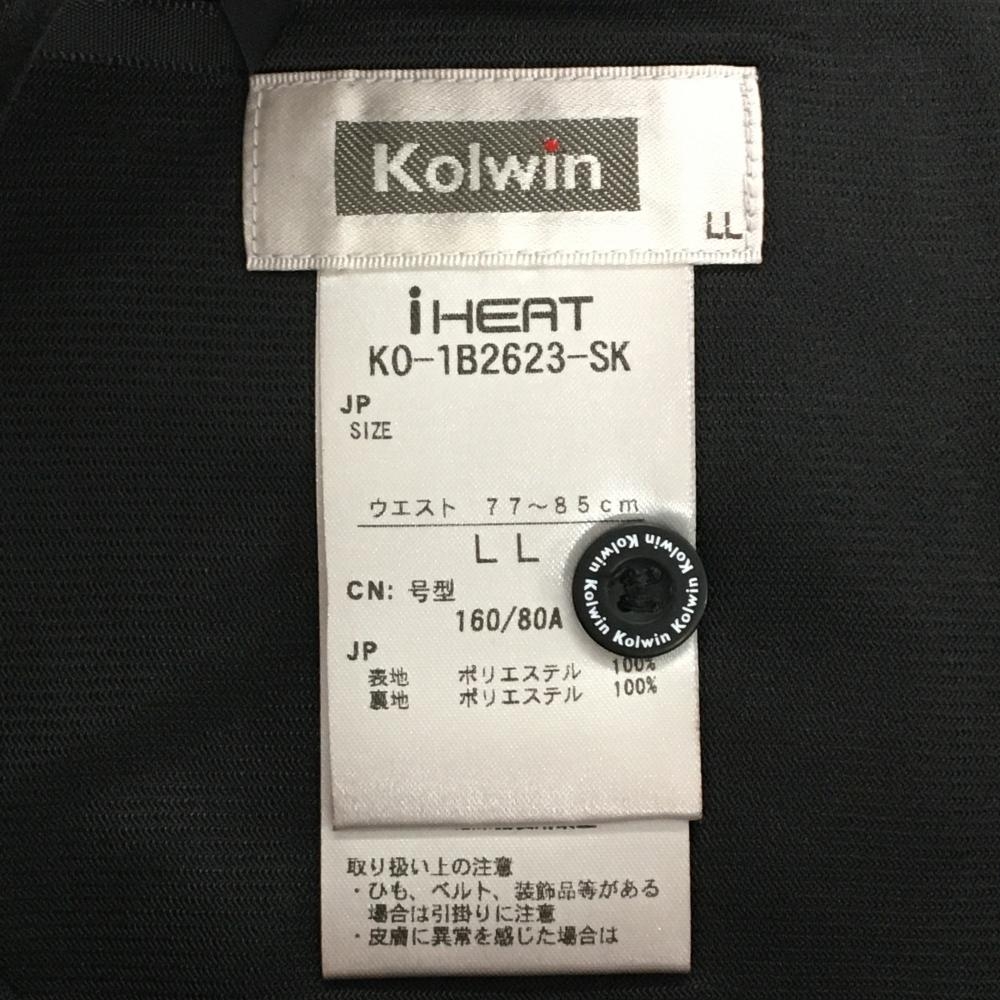 Kolwin
LL
iHEAT
KO-1B2623-SK
JP
SIZE
ウエスト 77～85cm
LL
CN: 号型
160/80A
Kolwin Kolwin Kolwin Kolwin Kolwin
JP
表地 ポリエステル 100%
裏地 ポリエステル 100%
取り扱い上の注意
・ひも、ベルト、装飾品等がある
場合は引掛りに注意
・皮膚に異常を感じた場合は